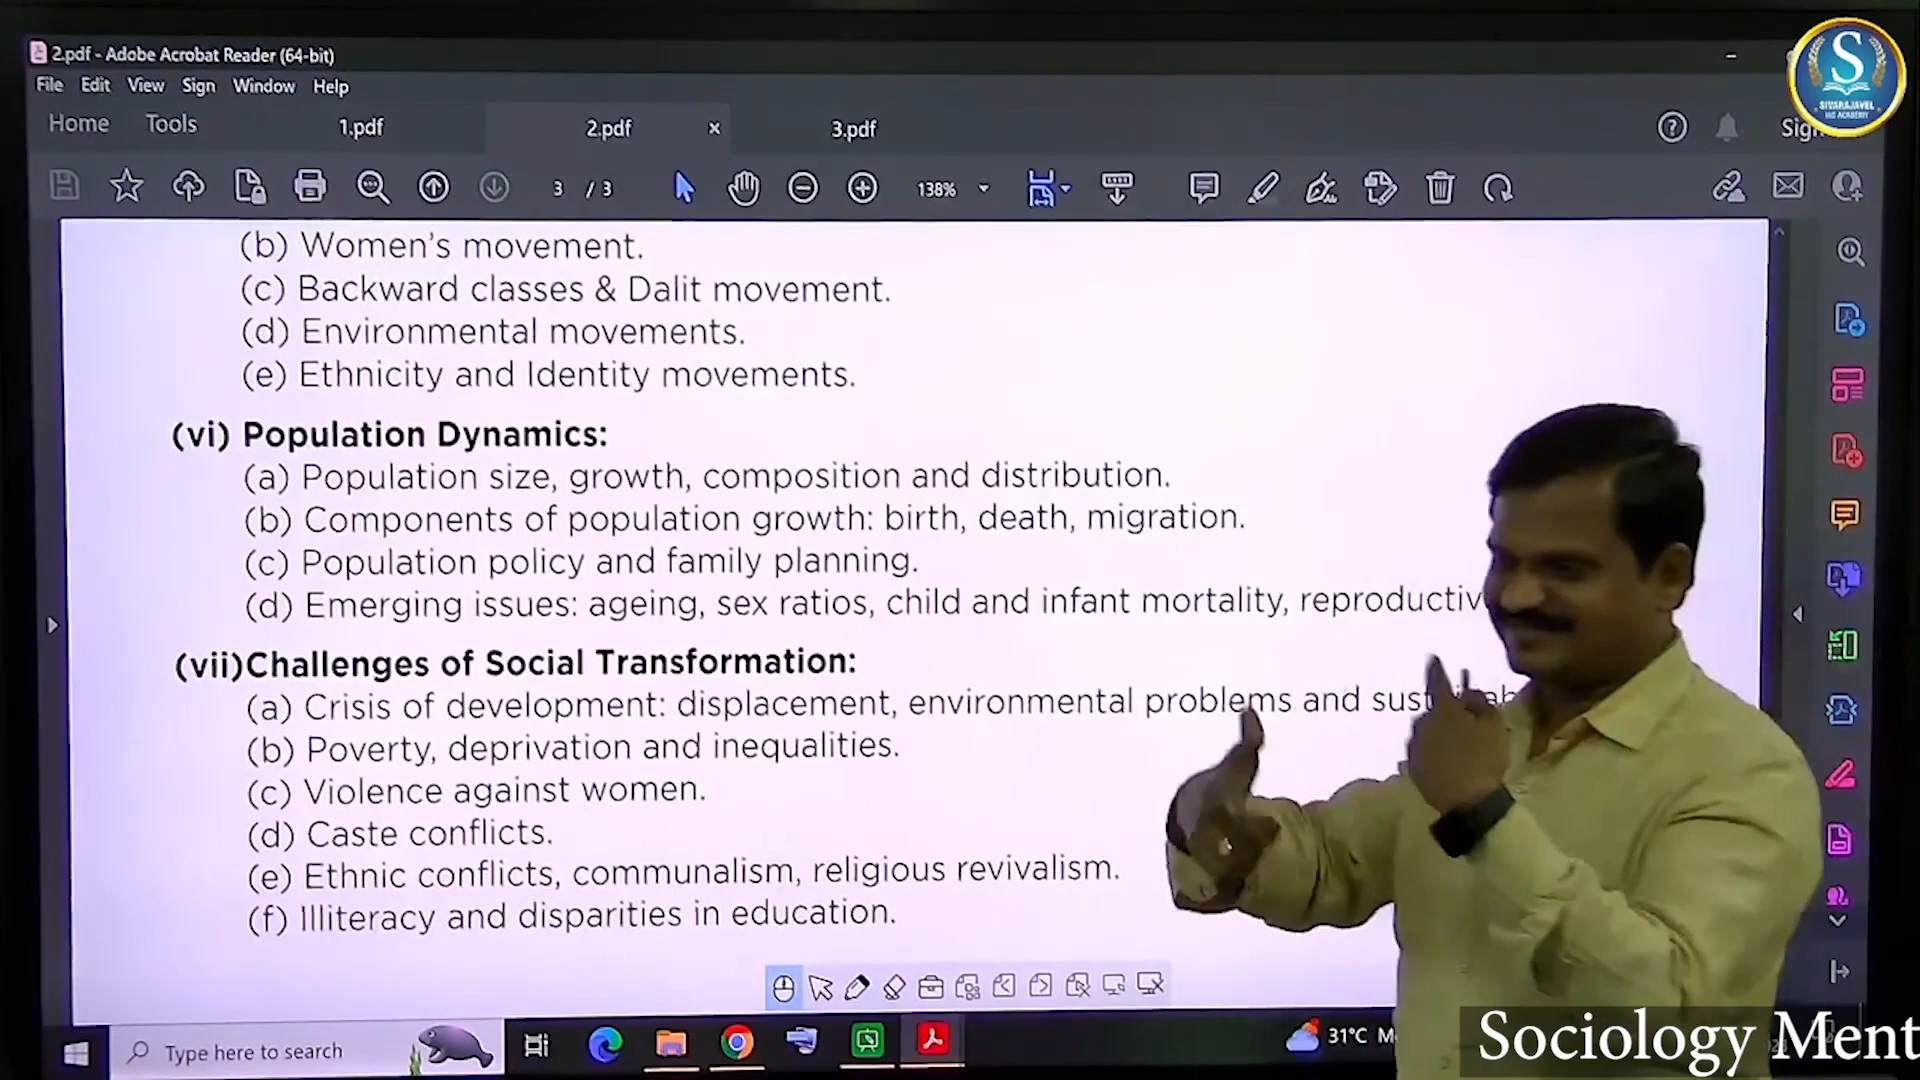 2.pdf - Adobe Acrobat Reader (64-bit)
File Edit View Sign Window Help
Home Tools 1.pdf 2.pdf × 3.pdf
3 / 3 138%
S
SIVARAJAVEL
IAS ACADEMY
(b) Women's movement.
(c) Backward classes & Dalit movement.
(d) Environmental movements.
(e) Ethnicity and Identity movements.
(vi) Population Dynamics:
(a) Population size, growth, composition and distribution.
(b) Components of population growth: birth, death, migration.
(c) Population policy and family planning.
(d) Emerging issues: ageing, sex ratios, child and infant mortality, reproductiv
(vii)Challenges of Social Transformation:
(a) Crisis of development: displacement, environmental problems and
(b) Poverty, deprivation and inequalities.
(c) Violence against women.
(d) Caste conflicts.
(e) Ethnic conflicts, communalism, religious revivalism.
(f) Illiteracy and disparities in education.
Type here to search
31°C
Sociology Ment